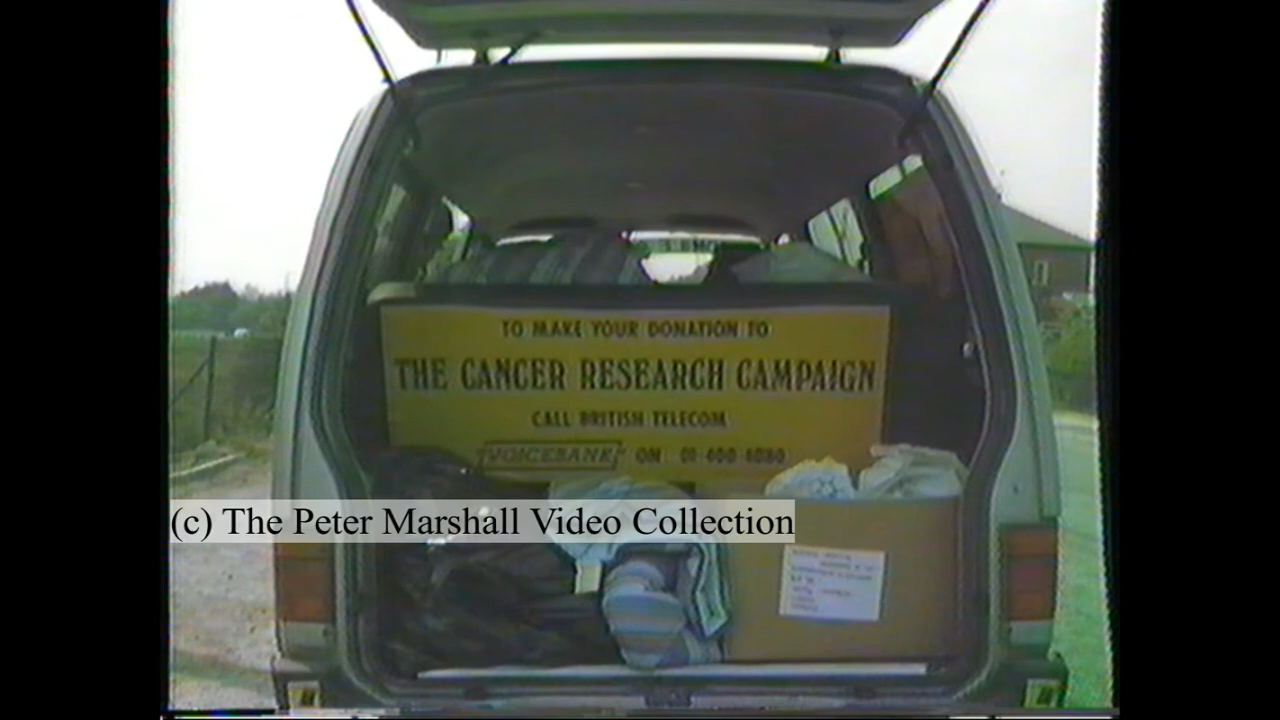 TO MAKE YOUR DONATION TO
THE CANCER RESEARCH CAMPAIGN
CALL BRITISH TELECOM
VOICEBANK ON 01-400-4080
(c) The Peter Marshall Video Collection